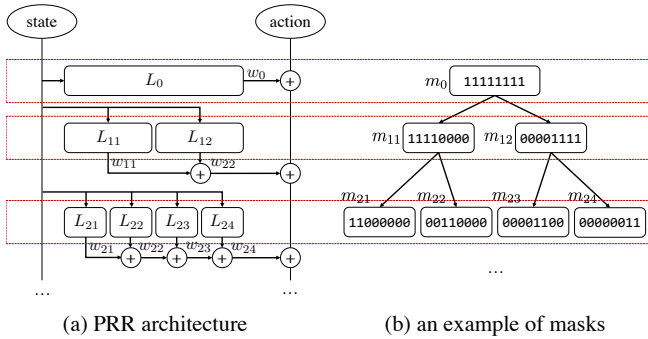 state
action
L0
w0
+
L11
L12
w11
w22
+
+
L21
L22
L23
L24
w21
w22
w23
w24
+
+
+
+
...
...
(a) PRR architecture
m0
11111111
m11
11110000
m12
00001111
m21
m22
m23
m24
11000000
00110000
00001100
00000011
...
(b) an example of masks